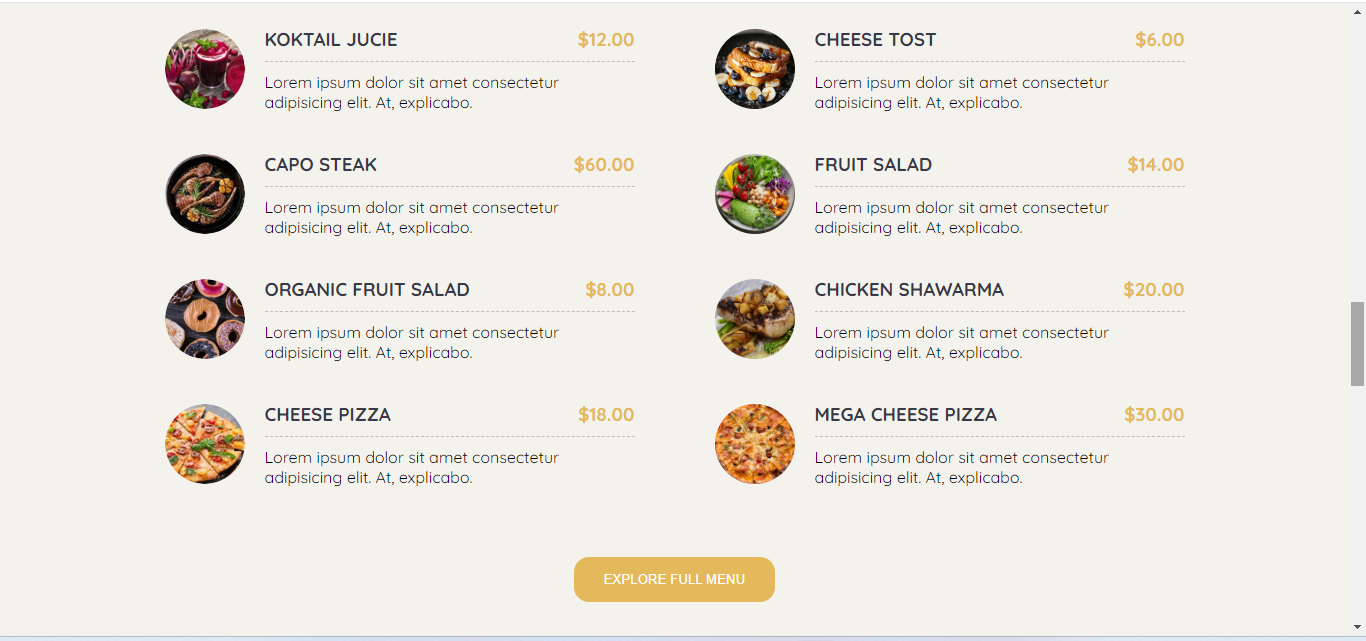 KOKTAIL JUCIE $12.00
Lorem ipsum dolor sit amet consectetur
adipisicing elit. At, explicabo.
CHEESE TOST $6.00
Lorem ipsum dolor sit amet consectetur
adipisicing elit. At, explicabo.
CAPO STEAK $60.00
Lorem ipsum dolor sit amet consectetur
adipisicing elit. At, explicabo.
FRUIT SALAD $14.00
Lorem ipsum dolor sit amet consectetur
adipisicing elit. At, explicabo.
ORGANIC FRUIT SALAD $8.00
Lorem ipsum dolor sit amet consectetur
adipisicing elit. At, explicabo.
CHICKEN SHAWARMA $20.00
Lorem ipsum dolor sit amet consectetur
adipisicing elit. At, explicabo.
CHEESE PIZZA $18.00
Lorem ipsum dolor sit amet consectetur
adipisicing elit. At, explicabo.
MEGA CHEESE PIZZA $30.00
Lorem ipsum dolor sit amet consectetur
adipisicing elit. At, explicabo.
EXPLORE FULL MENU